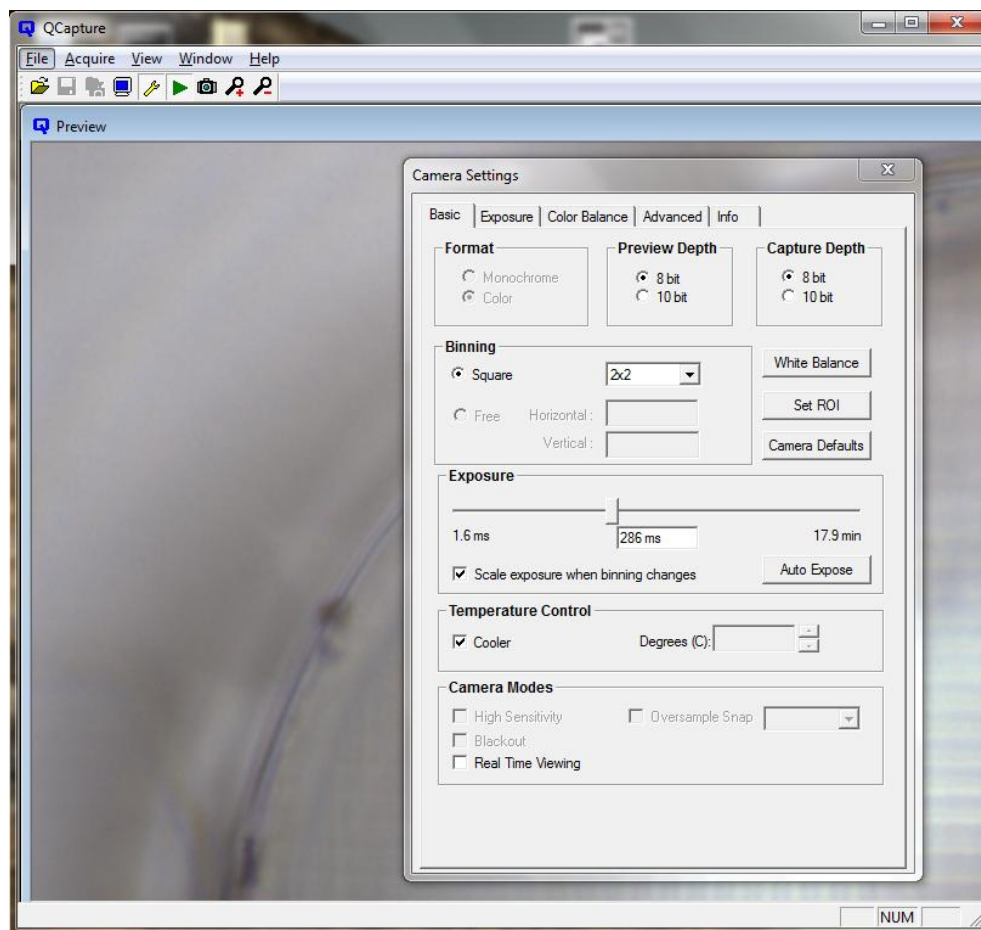 QCapture
File Acquire View Window Help
Preview
Camera Settings
Basic Exposure Color Balance Advanced Info
Format Preview Depth Capture Depth
Monochrome 8 bit 8 bit
Color 10 bit 10 bit
Binning
Square 2x2 White Balance
Free Horizontal : Set ROI
Vertical : Camera Defaults
Exposure
1.6 ms 286 ms 17.9 min
Scale exposure when binning changes Auto Expose
Temperature Control
Cooler Degrees (C):
Camera Modes
High Sensitivity Oversample Snap
Blackout
Real Time Viewing
NUM